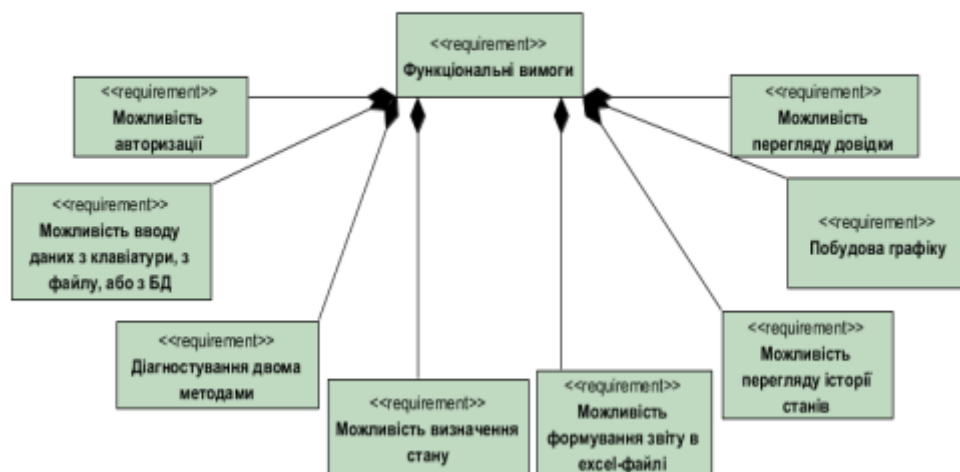 <<requirement>>
Функціональні вимоги
<<requirement>>
Можливість
авторизації
<<requirement>>
Можливість
перегляду довідки
<<requirement>>
Можливість вводу
даних з клавіатури, з
файлу, або з БД
<<requirement>>
Побудова графіку
<<requirement>>
Діагностування двома
методами
<<requirement>>
Можливість
перегляду історії
станів
<<requirement>>
Можливість визначення
стану
<<requirement>>
Можливість
формування звіту в
excel-файлі